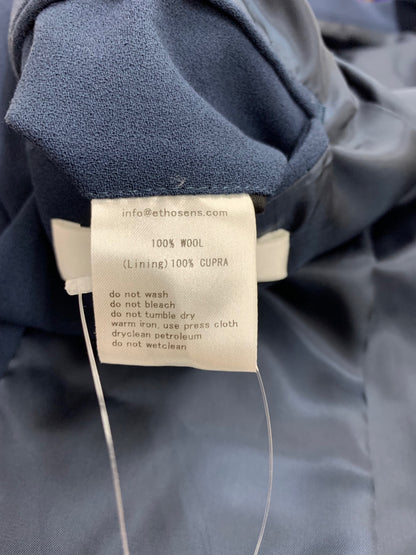 info@ethosens.com
100% WOOL
(Lining)100% CUPRA
do not wash
do not bleach
do not tumble dry
warm iron, use press cloth
dryclean petroleum
do not wetclean